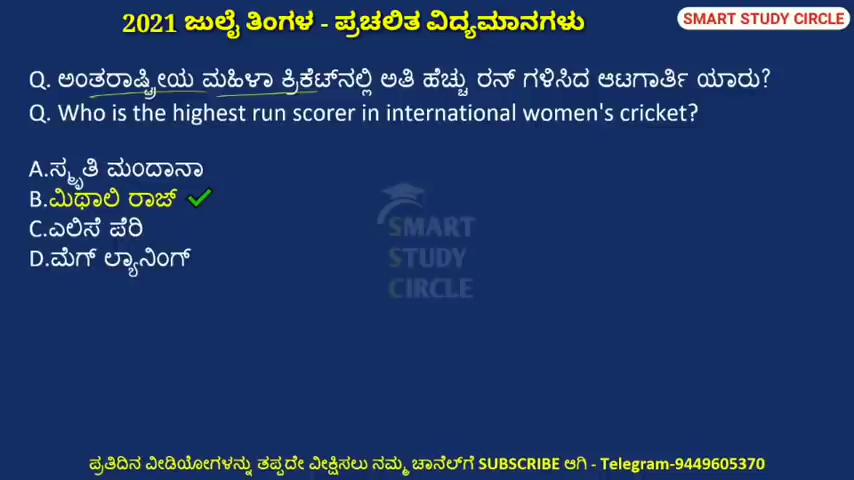 2021 ಜುಲೈ ತಿಂಗಳ - ಪ್ರಚಲಿತ ವಿದ್ಯಮಾನಗಳು
SMART STUDY CIRCLE
Q. ಅಂತರಾಷ್ಟ್ರೀಯ ಮಹಿಳಾ ಕ್ರಿಕೆಟ್‌ನಲ್ಲಿ ಅತಿ ಹೆಚ್ಚು ರನ್ ಗಳಿಸಿದ ಆಟಗಾರ್ತಿ ಯಾರು?
Q. Who is the highest run scorer in international women's cricket?
A.ಸ್ಮೃತಿ ಮಂದಾನಾ
B.ಮಿಥಾಲಿ ರಾಜ್
C.ಎಲಿಸೆ ಪೆರಿ
D.ಮೆಗ್ ಲ್ಯಾನಿಂಗ್
SMART
STUDY
CIRCLE
ಪ್ರತಿದಿನ ವೀಡಿಯೋಗಳನ್ನು ತಪ್ಪದೇ ವೀಕ್ಷಿಸಲು ನಮ್ಮ ಚಾನೆಲ್‌ಗೆ SUBSCRIBE ಆಗಿ - Telegram-9449605370